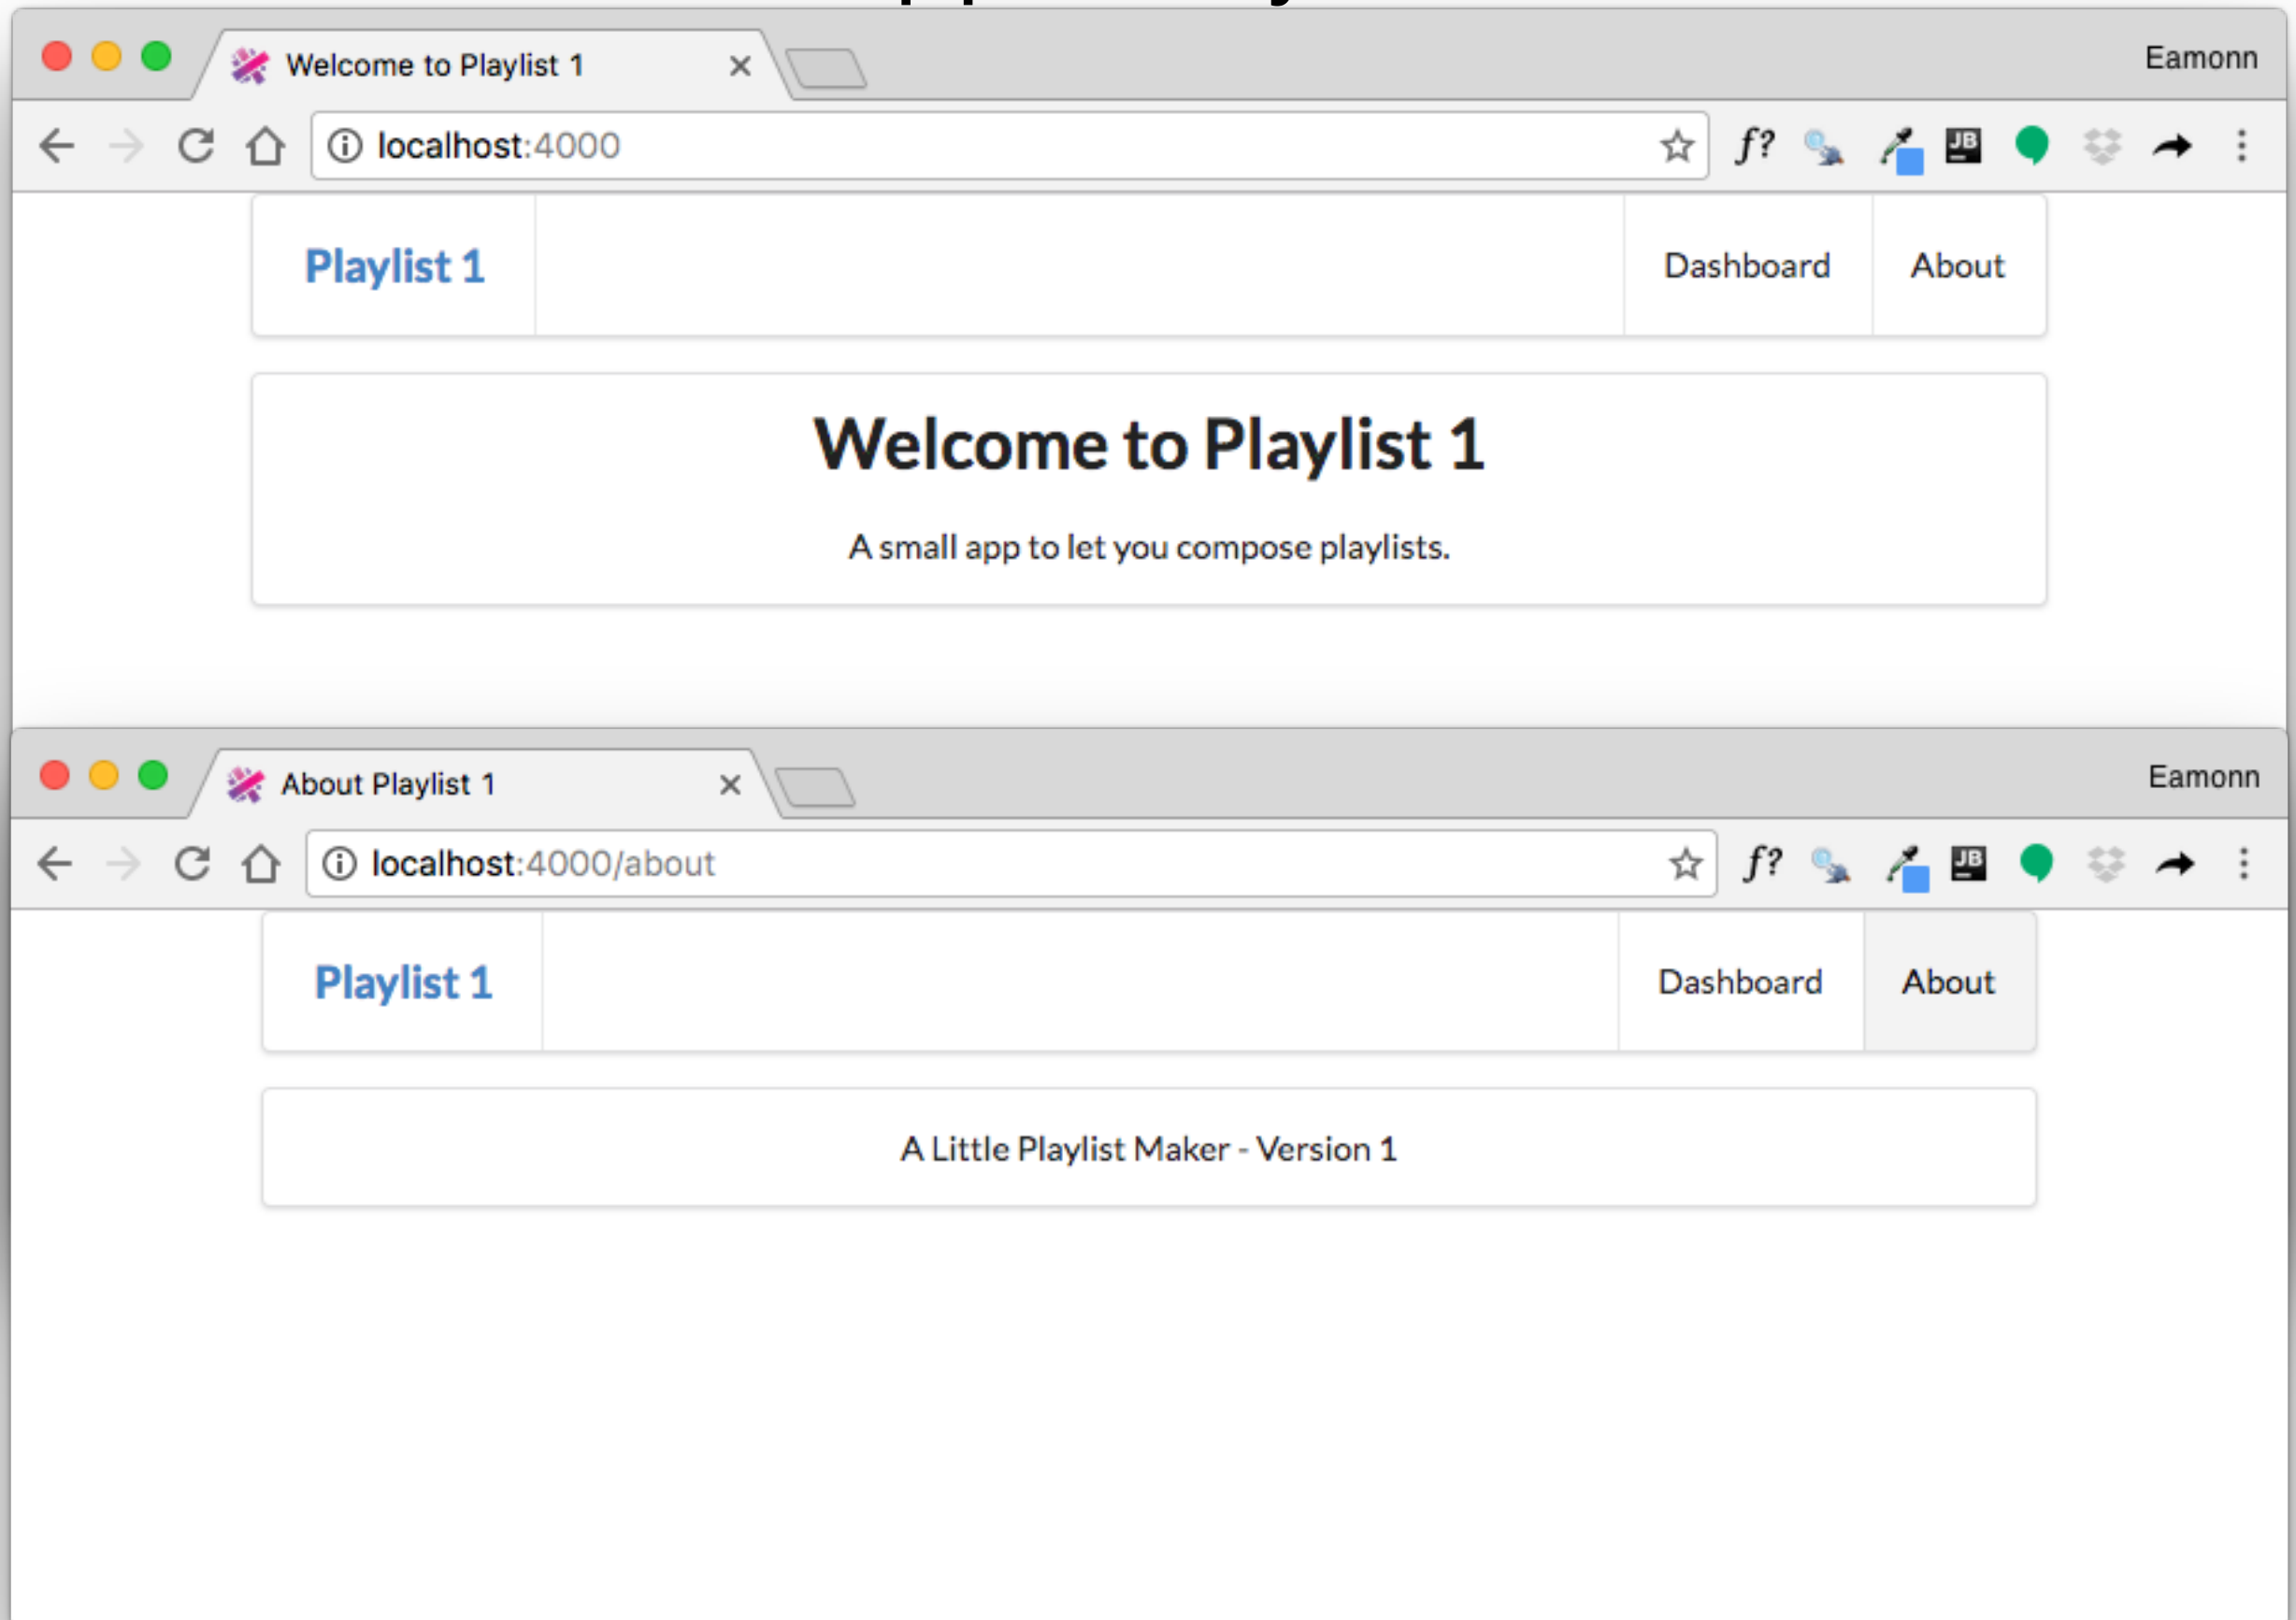 Welcome to Playlist 1
Eamonn
localhost:4000
f?
JB
Playlist 1
Dashboard
About
Welcome to Playlist 1
A small app to let you compose playlists.
About Playlist 1
Eamonn
localhost:4000/about
f?
JB
Playlist 1
Dashboard
About
A Little Playlist Maker - Version 1